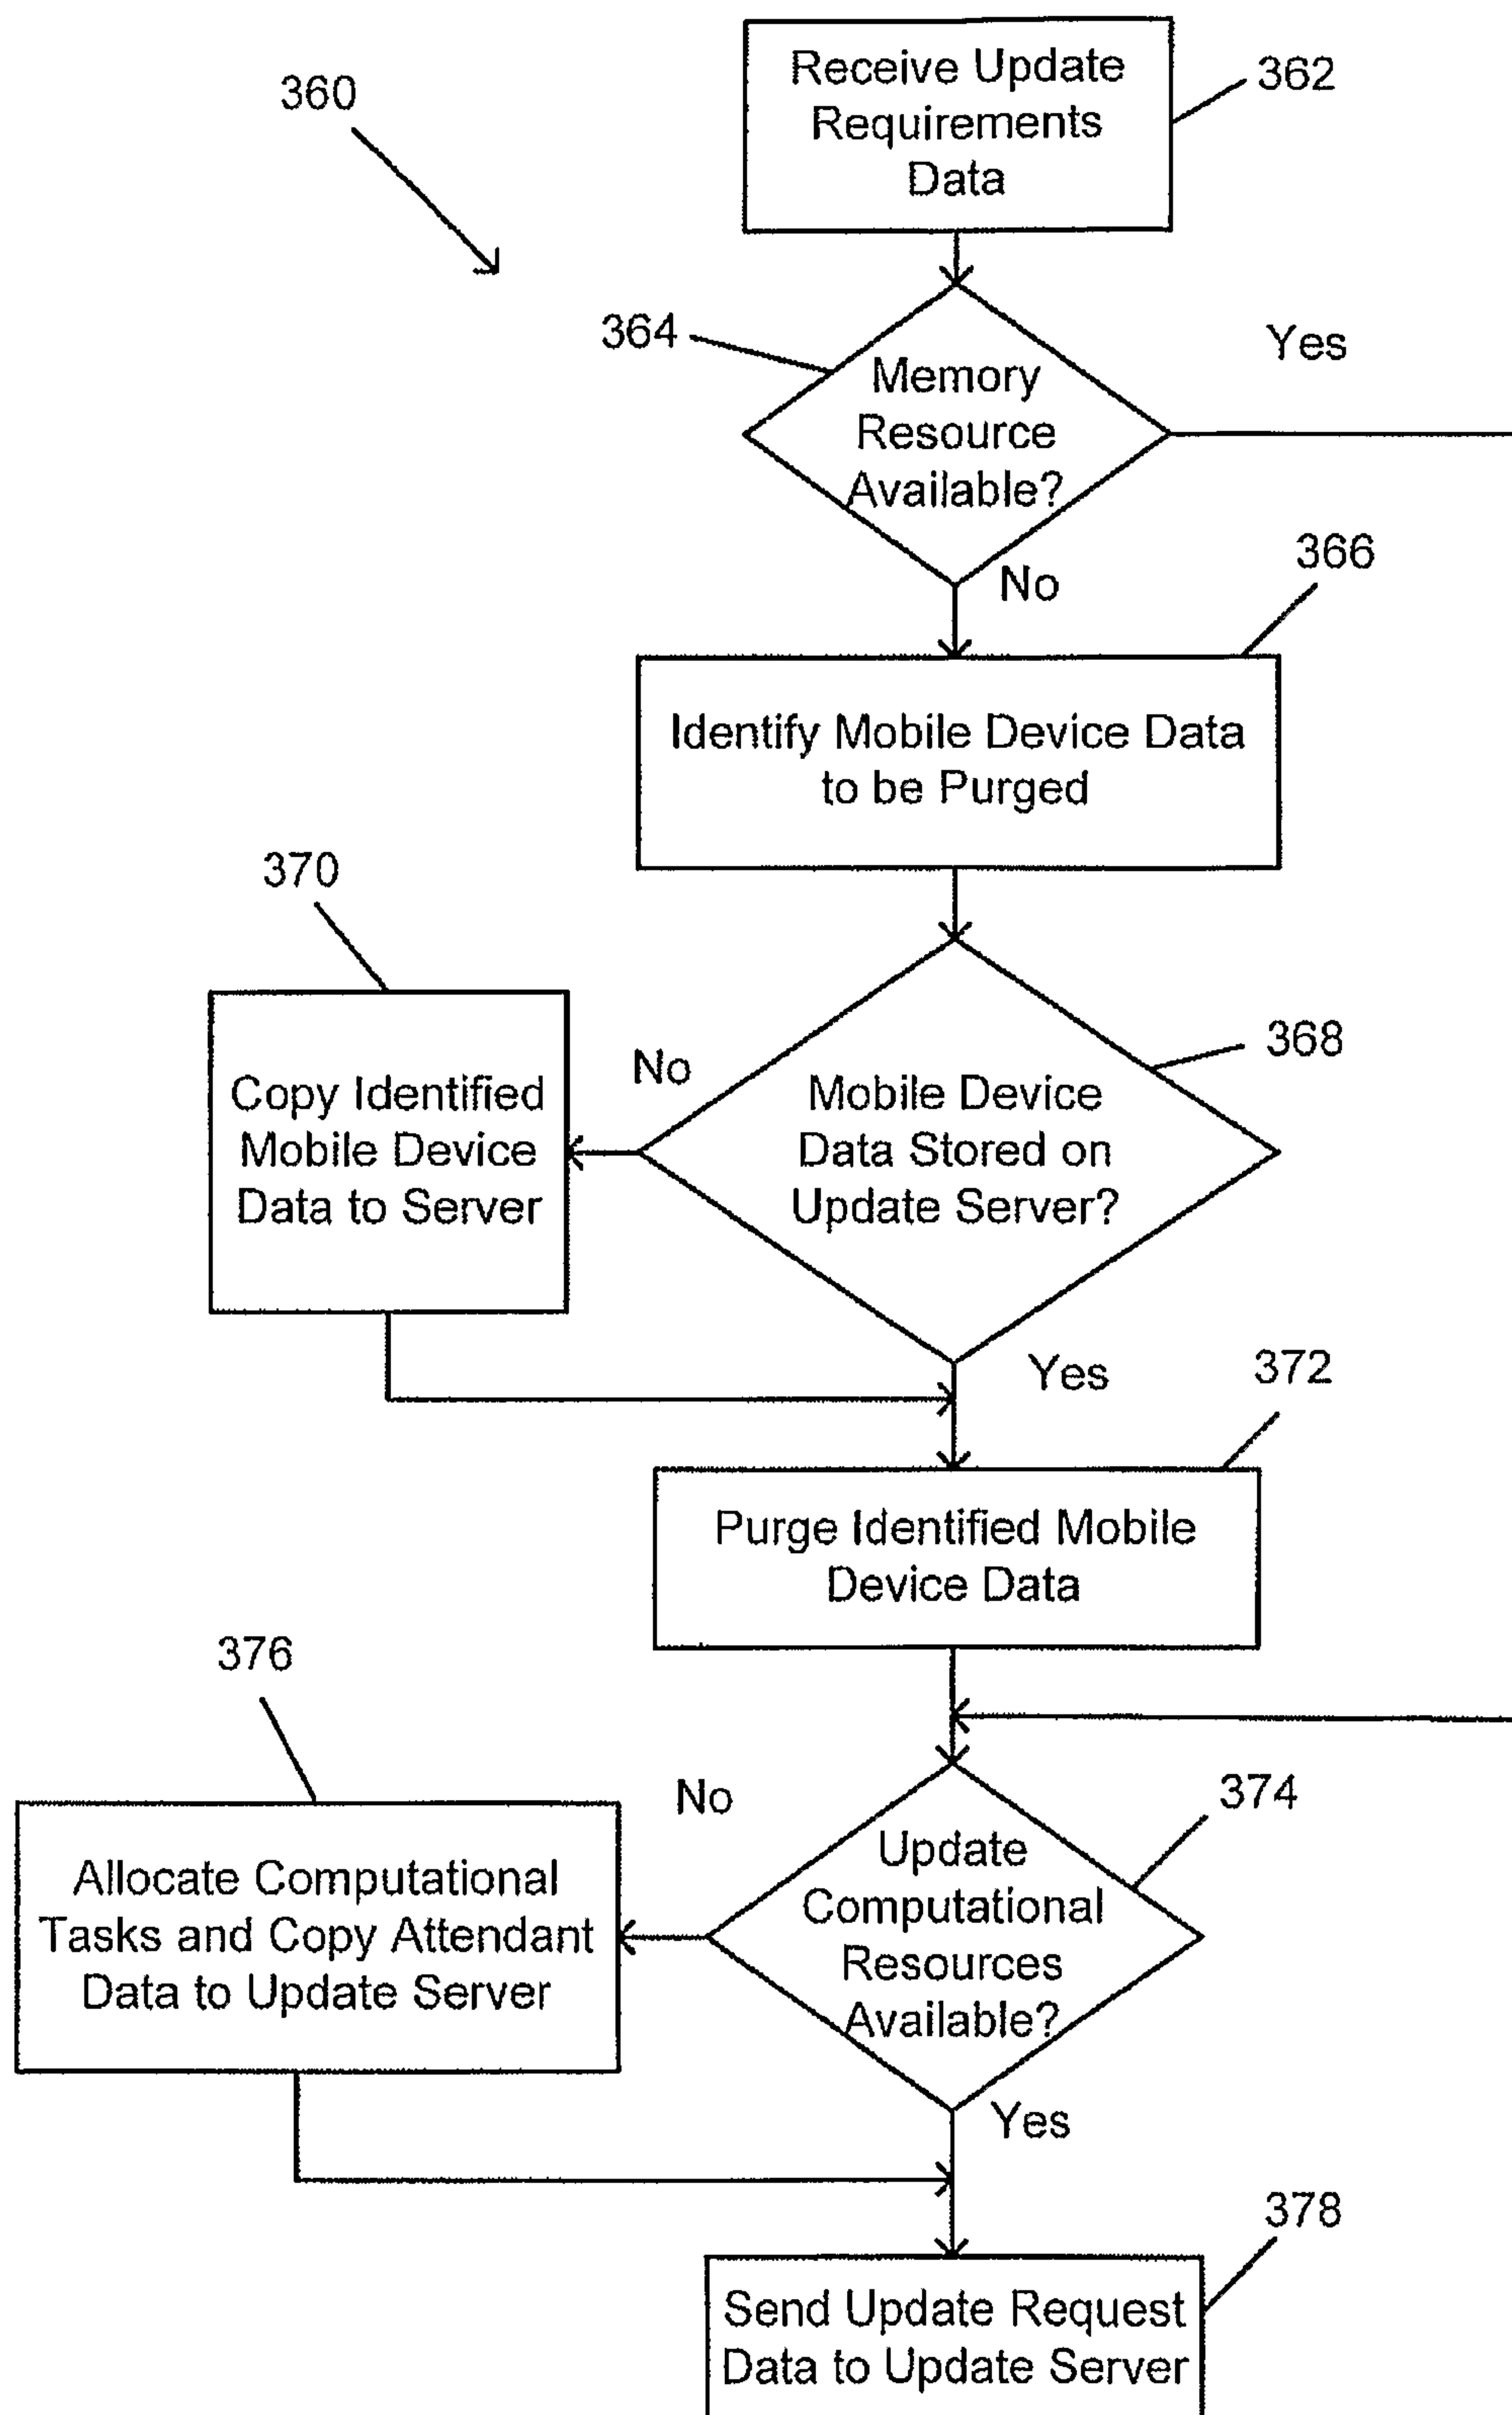 360
Receive Update
Requirements
Data
362
364
Memory
Resource
Available?
Yes
No
366
Identify Mobile Device Data
to be Purged
370
Copy Identified
Mobile Device
Data to Server
No
Mobile Device
Data Stored on
Update Server?
368
Yes
372
Purge Identified Mobile
Device Data
376
Allocate Computational
Tasks and Copy Attendant
Data to Update Server
No
374
Update
Computational
Resources
Available?
Yes
378
Send Update Request
Data to Update Server